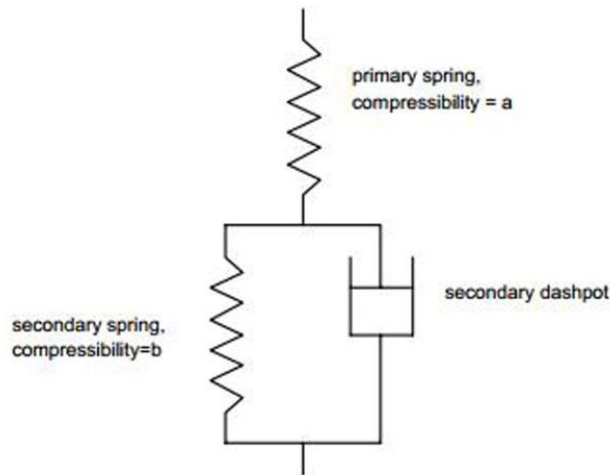 primary spring,
compressibility = a
secondary dashpot
secondary spring,
compressibility=b